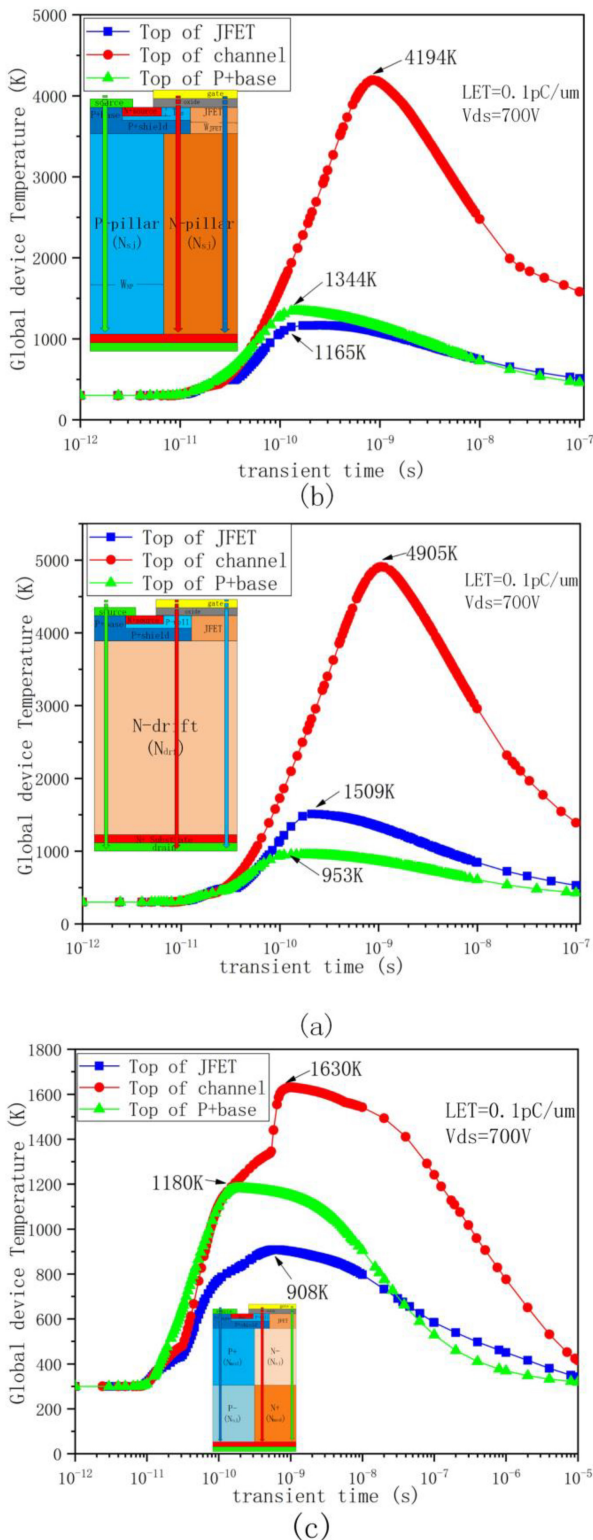 5000
4000
3000
2000
1000
0
Global device Temperature (K)
Top of JFET
Top of channel
Top of P+base
4194K
LET=0.1pC/um
Vds=700V
source
gate
oxide
JFET
P+shield
P-pillar
N-pillar
1344K
1165K
10⁻¹² 10⁻¹¹ 10⁻¹⁰ 10⁻⁹ 10⁻⁸ 10⁻⁷
transient time (s)
(b)
5000
4000
3000
2000
1000
0
Global device Temperature (K)
Top of JFET
Top of channel
Top of P+base
4905K
LET=0.1pC/um
Vds=700V
source
gate
oxide
JFET
P+shield
N-drift
drain
1509K
953K
10⁻¹² 10⁻¹¹ 10⁻¹⁰ 10⁻⁹ 10⁻⁸ 10⁻⁷
transient time (s)
(a)
1800
1600
1400
1200
1000
800
600
400
200
0
Global device Temperature (K)
Top of JFET
Top of channel
Top of P+base
1630K
LET=0.1pC/um
Vds=700V
1180K
908K
P+
N-
P-
N+
10⁻¹² 10⁻¹¹ 10⁻¹⁰ 10⁻⁹ 10⁻⁸ 10⁻⁷ 10⁻⁶ 10⁻⁵
transient time (s)
(c)